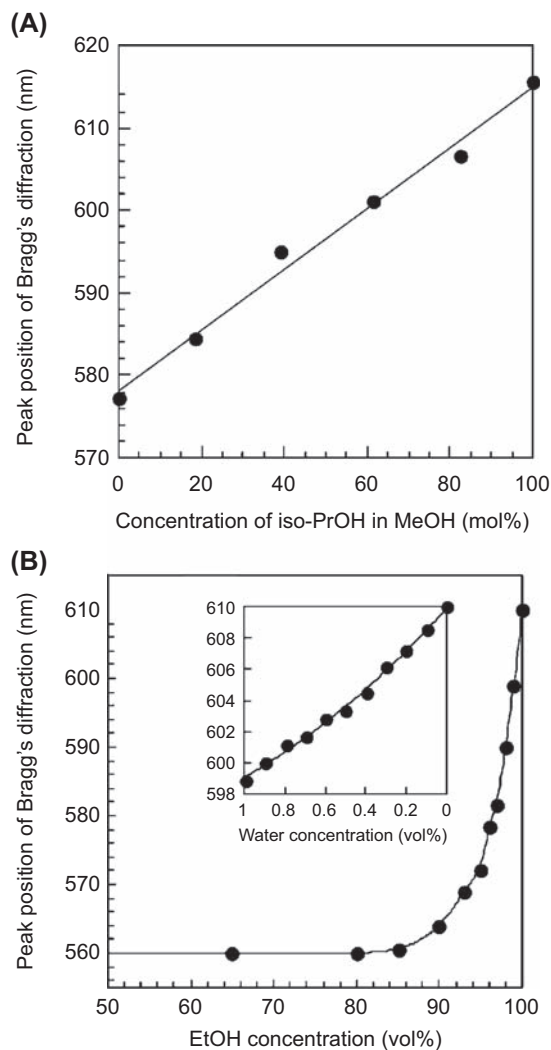 (A)
620
610
600
590
580
570
Peak position of Bragg's diffraction (nm)
0 20 40 60 80 100
Concentration of iso-PrOH in MeOH (mol%)
(B)
610
600
590
580
570
560
Peak position of Bragg's diffraction (nm)
610
608
606
604
602
600
598
1 0.8 0.6 0.4 0.2 0
Water concentration (vol%)
50 60 70 80 90 100
EtOH concentration (vol%)